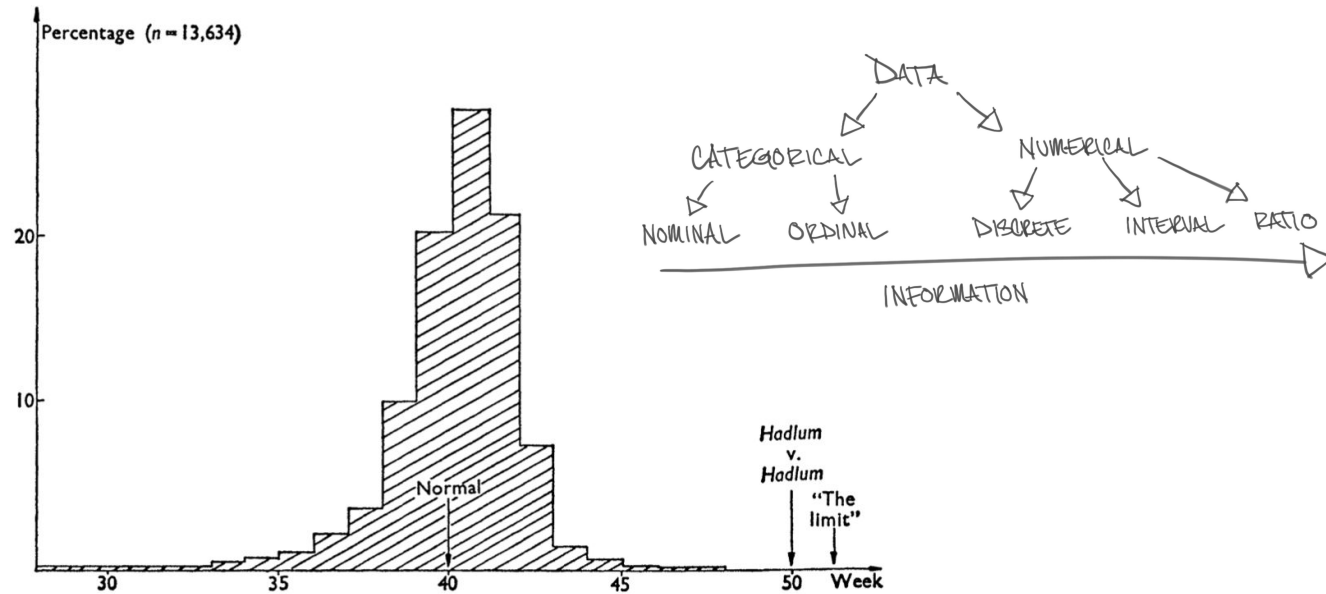 Percentage (n = 13,634)
20
10
Normal
Hadlum
v.
Hadlum
"The
limit"
30
35
40
45
50
Week
DATA
CATEGORICAL
NUMERICAL
NOMINAL
ORDINAL
DISCRETE
INTERVAL
RATIO
INFORMATION